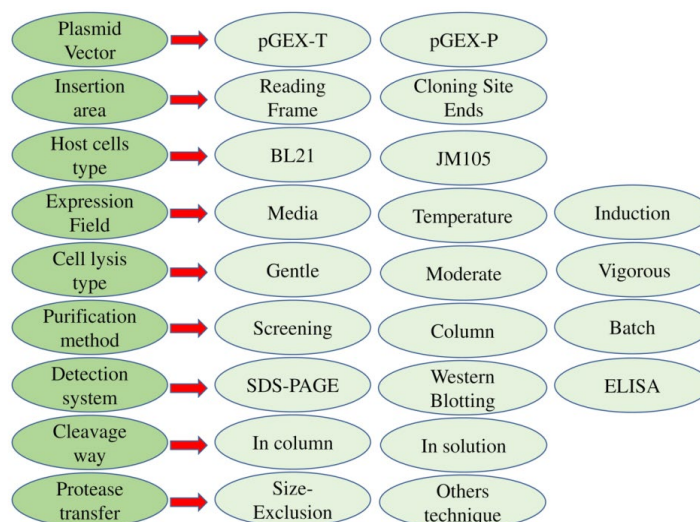 Plasmid
Vector
pGEX-T
pGEX-P
Insertion
area
Reading
Frame
Cloning Site
Ends
Host cells
type
BL21
JM105
Expression
Field
Media
Temperature
Induction
Cell lysis
type
Gentle
Moderate
Vigorous
Purification
method
Screening
Column
Batch
Detection
system
SDS-PAGE
Western
Blotting
ELISA
Cleavage
way
In column
In solution
Protease
transfer
Size-
Exclusion
Others
technique